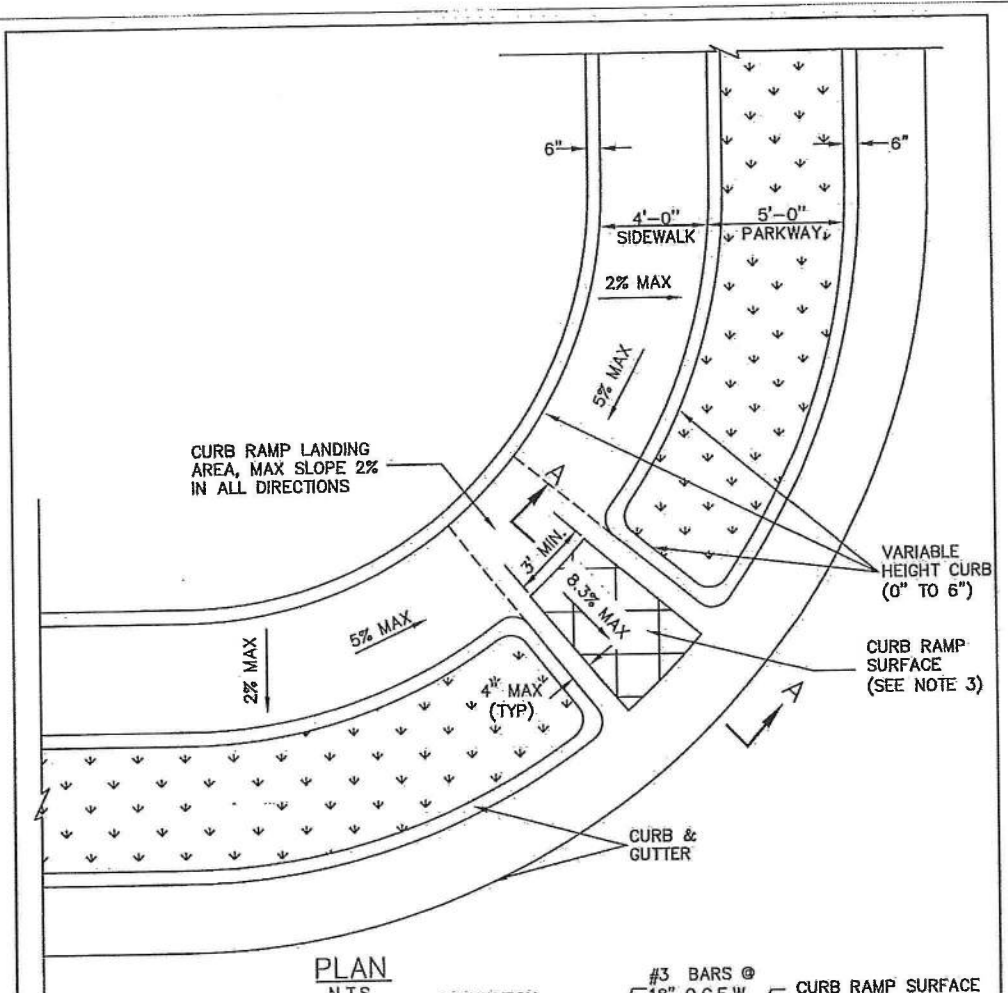 6"
6"
4'-0"
SIDEWALK
5'-0"
PARKWAY
2% MAX
5% MAX
CURB RAMP LANDING
AREA, MAX SLOPE 2%
IN ALL DIRECTIONS
A
3' MIN.
8.3% MAX
VARIABLE
HEIGHT CURB
(0" TO 6")
CURB RAMP
SURFACE
(SEE NOTE 3)
5% MAX
2% MAX
4" MAX
(TYP)
A
CURB &
GUTTER
PLAN
N.T.S.
#3 BARS @
18" O.C.E.W.
CURB RAMP SURFACE